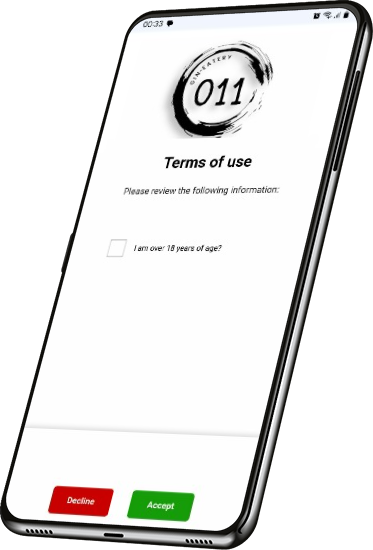 00:33
GIN-EATERY
011
Terms of use
Please review the following information:
I am over 18 years of age?
Decline
Accept